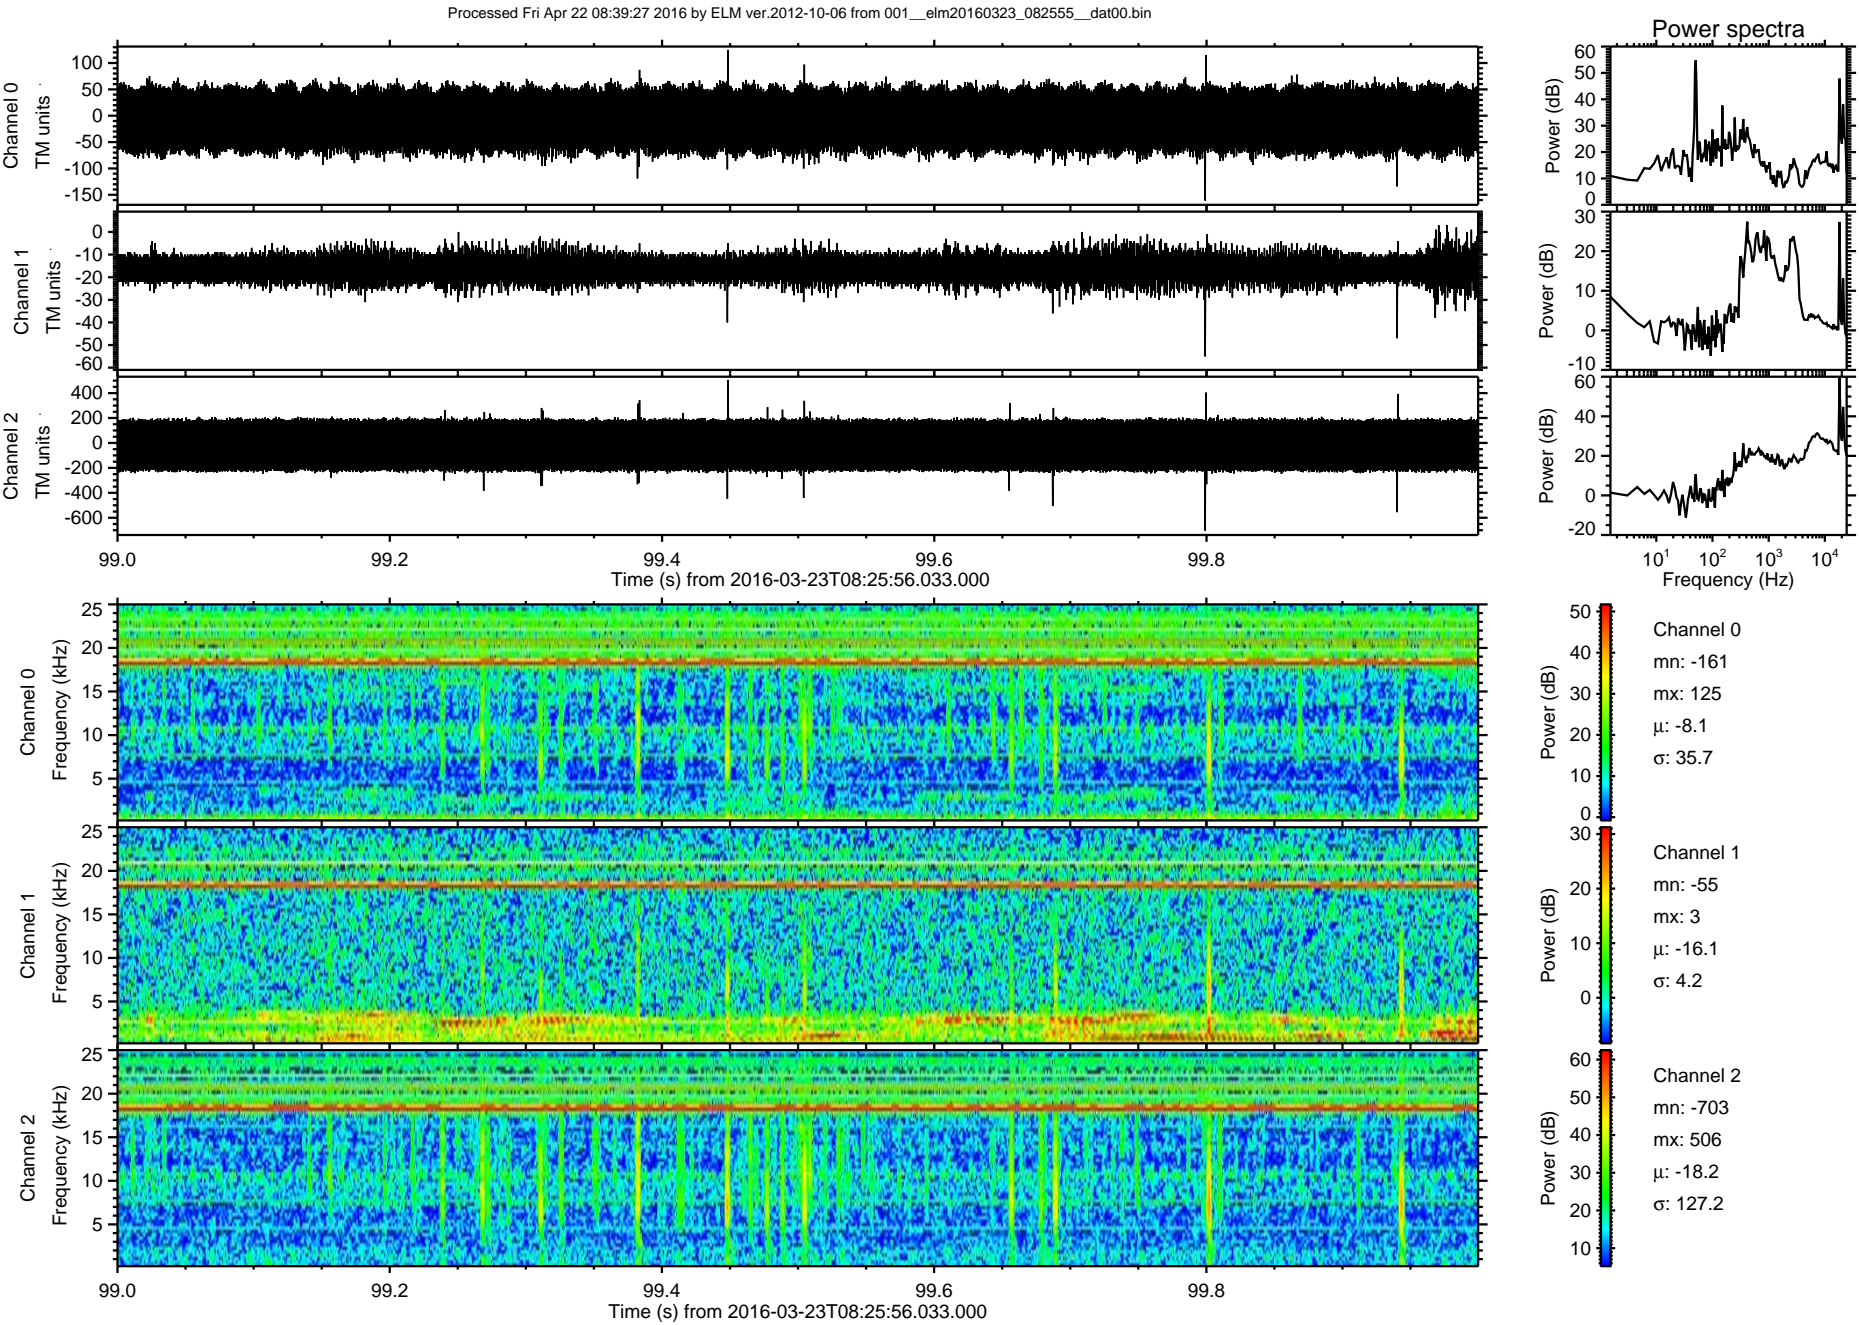 Processed Fri Apr 22 08:39:27 2016 by ELM ver.2012-10-06 from 001__elm20160323_082555__dat00.bin
Power spectra
Channel 0
TM units
100
50
0
-50
-100
-150
Power (dB)
60
50
40
30
20
10
0
Channel 1
TM units
0
-10
-20
-30
-40
-50
-60
Power (dB)
30
20
10
0
-10
Channel 2
TM units
400
200
0
-200
-400
-600
Power (dB)
60
40
20
0
-20
99.0 99.2 99.4 99.6 99.8
Time (s) from 2016-03-23T08:25:56.033.000
10^1 10^2 10^3 10^4
Frequency (Hz)
Channel 0
Frequency (kHz)
25
20
15
10
5
Power (dB)
50
40
30
20
10
0
Channel 0
mn: -161
mx: 125
μ: -8.1
σ: 35.7
Channel 1
Frequency (kHz)
25
20
15
10
5
Power (dB)
30
20
10
0
Channel 1
mn: -55
mx: 3
μ: -16.1
σ: 4.2
Channel 2
Frequency (kHz)
25
20
15
10
5
Power (dB)
60
50
40
30
20
10
Channel 2
mn: -703
mx: 506
μ: -18.2
σ: 127.2
99.0 99.2 99.4 99.6 99.8
Time (s) from 2016-03-23T08:25:56.033.000